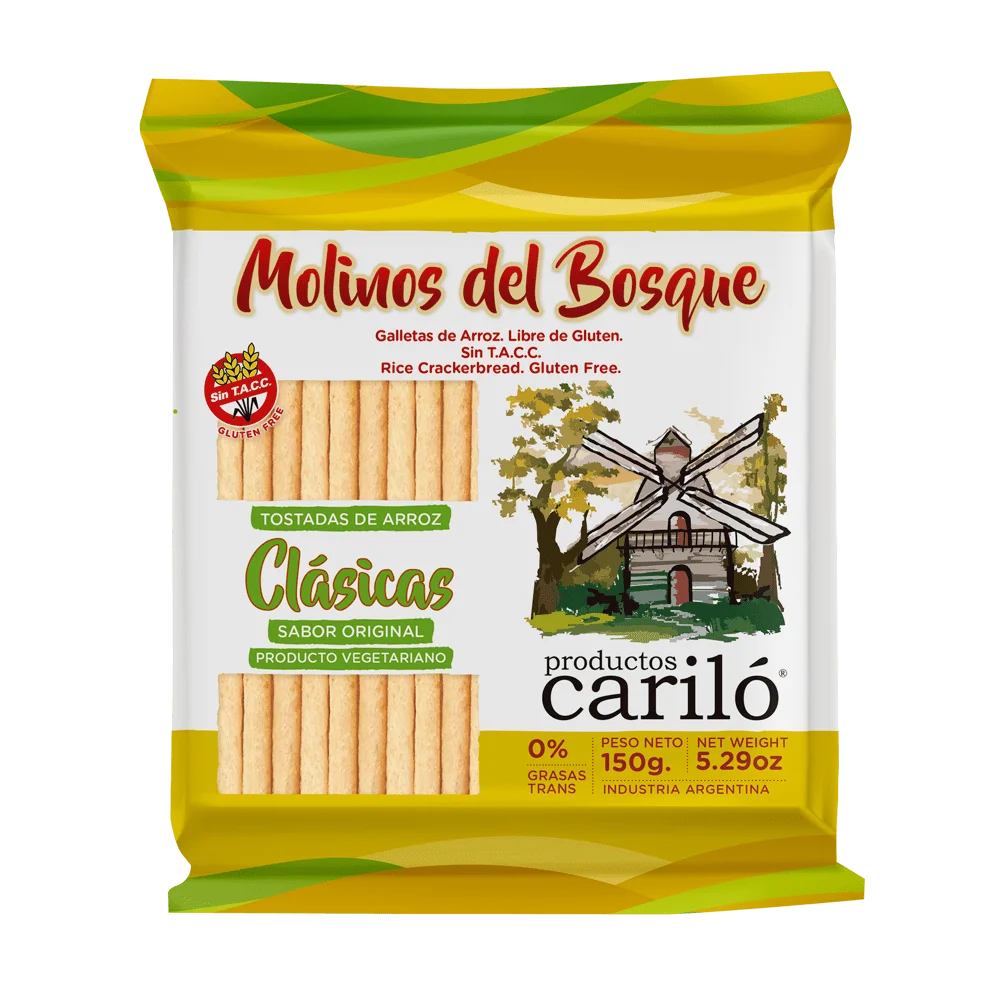 Molinos del Bosque
Galletas de Arroz. Libre de Gluten.
Sin T.A.C.C.
Rice Crackerbread. Gluten Free.
Sin T.A.C.C.
GLUTEN FREE
TOSTADAS DE ARROZ
Clásicas
SABOR ORIGINAL
PRODUCTO VEGETARIANO
productos
cariló®
0%
GRASAS
TRANS
PESO NETO
150g.
NET WEIGHT
5.29oz
INDUSTRIA ARGENTINA